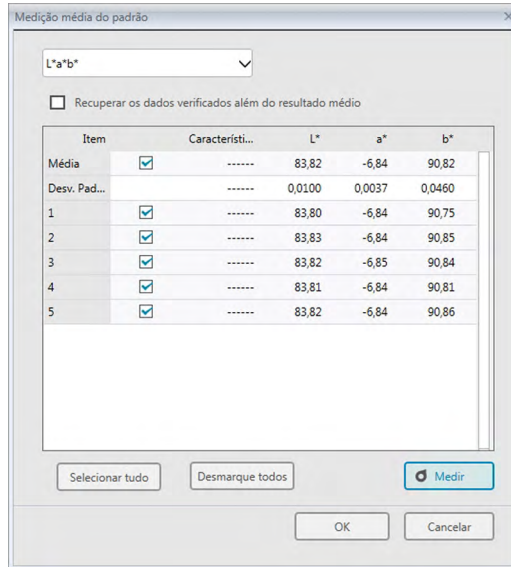 Medição média do padrão
L*a*b*
Recuperar os dados verificados além do resultado médio
Item Característi... L* a* b*
Média ------ 83,82 -6,84 90,82
Desv. Pad... ------ 0,0100 0,0037 0,0460
1 ------ 83,80 -6,84 90,75
2 ------ 83,83 -6,84 90,85
3 ------ 83,82 -6,85 90,84
4 ------ 83,81 -6,84 90,81
5 ------ 83,82 -6,84 90,86
Selecionar tudo Desmarque todos Medir
OK Cancelar